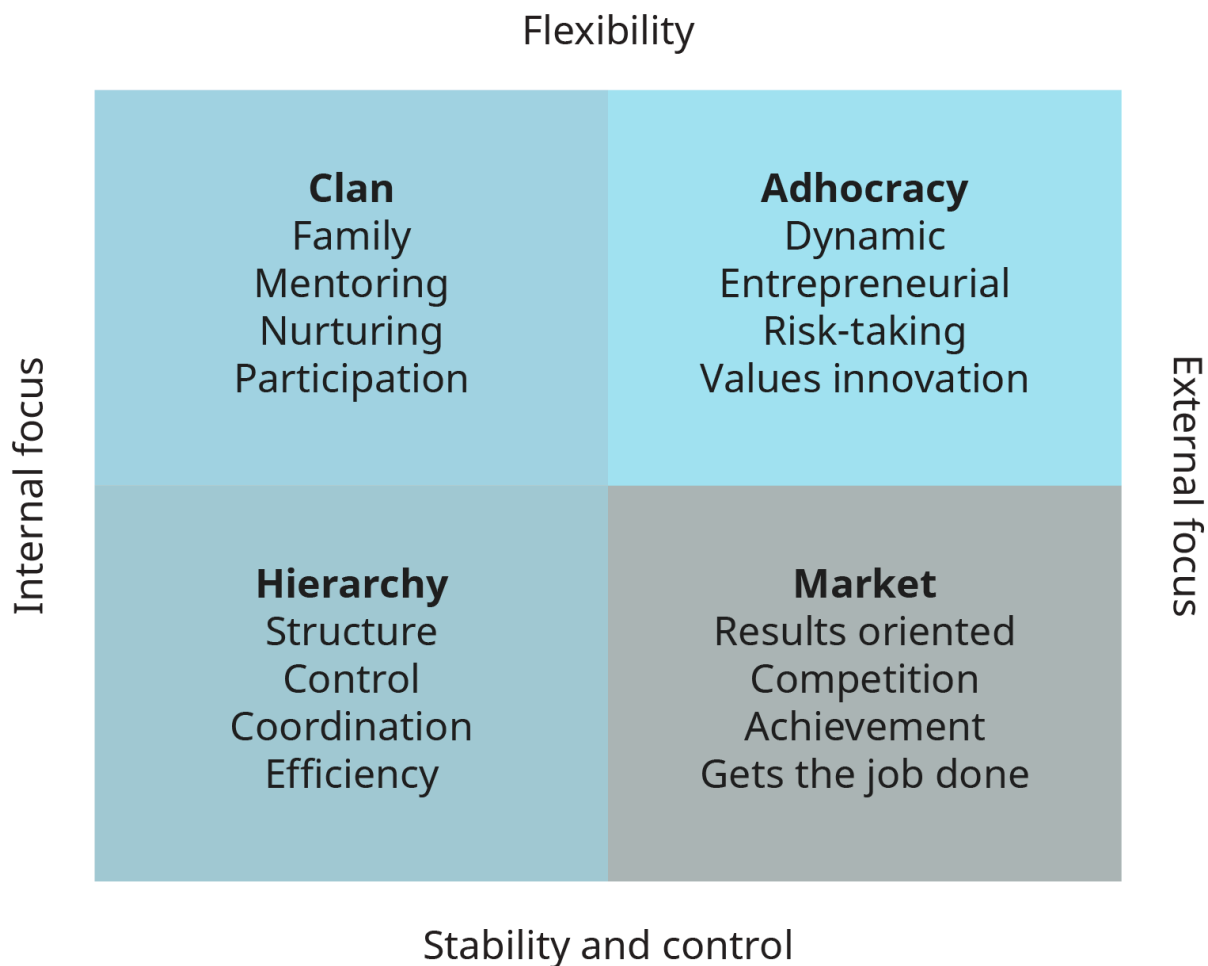 Flexibility
Clan
Family
Mentoring
Nurturing
Participation
Adhocracy
Dynamic
Entrepreneurial
Risk-taking
Values innovation
Internal focus
External focus
Hierarchy
Structure
Control
Coordination
Efficiency
Market
Results oriented
Competition
Achievement
Gets the job done
Stability and control